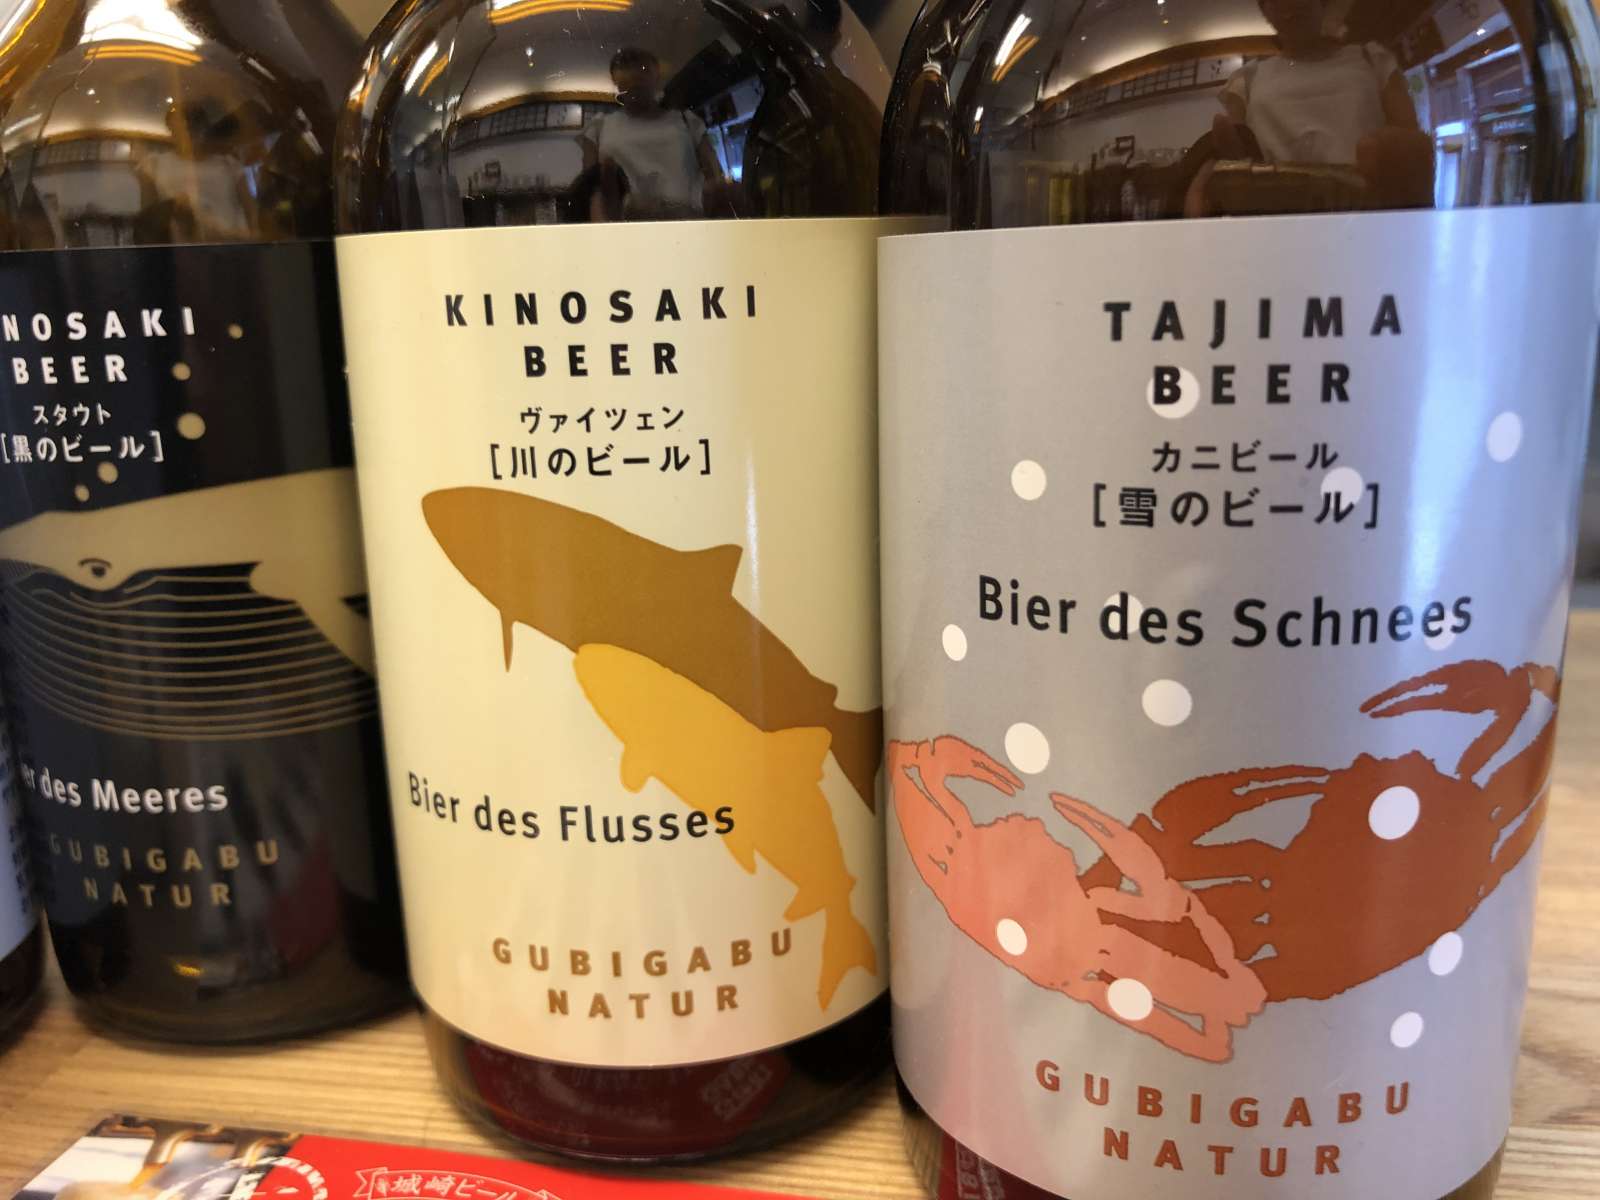 NOSAKI
BEER
スタウト
[黒のビール]
des Meeres
GUBIGABU
NATUR
KINOSAKI
BEER
ヴァイツェン
[川のビール]
Bier des Flusses
GUBIGABU
NATUR
TAJIMA
BEER
カニビール
[雪のビール]
Bier des Schnees
GUBIGABU
NATUR
城崎ビール